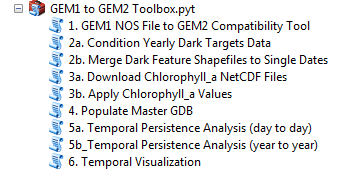 GEM1 to GEM2 Toolbox.pyt
1. GEM1 NOS File to GEM2 Compatibility Tool
2a. Condition Yearly Dark Targets Data
2b. Merge Dark Feature Shapefiles to Single Dates
3a. Download Chlorophyll_a NetCDF Files
3b. Apply Chlorophyll_a Values
4. Populate Master GDB
5a. Temporal Persistence Analysis (day to day)
5b_Temporal Persistence Analysis (year to year)
6. Temporal Visualization